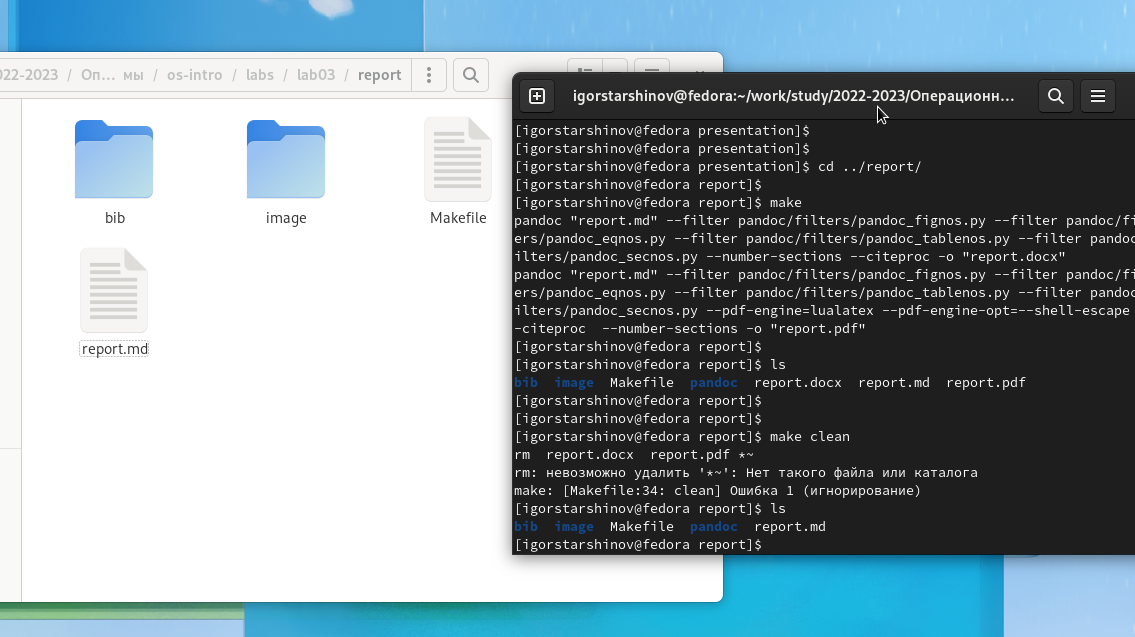 022-2023 / Оп... мы / os-intro / labs / lab03 / report
bib
image
Makefile
report.md
igorstarshinov@fedora:~/work/study/2022-2023/Операционн...
[igorstarshinov@fedora presentation]$
[igorstarshinov@fedora presentation]$
[igorstarshinov@fedora presentation]$ cd ../report/
[igorstarshinov@fedora report]$
[igorstarshinov@fedora report]$ make
pandoc "report.md" --filter pandoc/filters/pandoc_fignos.py --filter pandoc/fi
ers/pandoc_eqnos.py --filter pandoc/filters/pandoc_tablenos.py --filter pandoc
ilters/pandoc_secnos.py --number-sections --citeproc -o "report.docx"
pandoc "report.md" --filter pandoc/filters/pandoc_fignos.py --filter pandoc/fi
ers/pandoc_eqnos.py --filter pandoc/filters/pandoc_tablenos.py --filter pandoc
ilters/pandoc_secnos.py --pdf-engine=lualatex --pdf-engine-opt=--shell-escape
-citeproc  --number-sections -o "report.pdf"
[igorstarshinov@fedora report]$
[igorstarshinov@fedora report]$ ls
bib  image  Makefile  pandoc  report.docx  report.md  report.pdf
[igorstarshinov@fedora report]$
[igorstarshinov@fedora report]$
[igorstarshinov@fedora report]$ make clean
rm  report.docx  report.pdf *~
rm: невозможно удалить '*~': Нет такого файла или каталога
make: [Makefile:34: clean] Ошибка 1 (игнорирование)
[igorstarshinov@fedora report]$ ls
bib  image  Makefile  pandoc  report.md
[igorstarshinov@fedora report]$